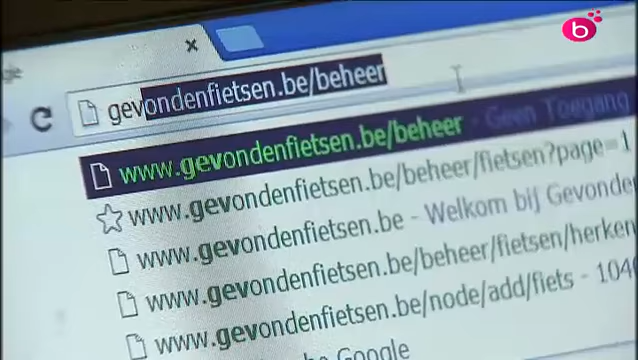 b
gevondenfietsen.be/beheer
www.gevondenfietsen.be/beheer - Geen Toegang
www.gevondenfietsen.be/beheer/fietsen?page=1
www.gevondenfietsen.be - Welkom bij Gevonden
www.gevondenfietsen.be/beheer/fietsen/herken
www.gevondenfietsen.be/node/add/fiets - 104
Google